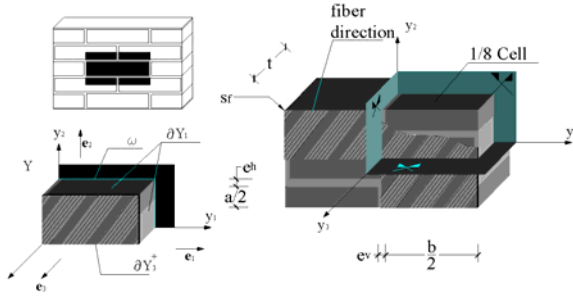 fiber
direction
y₂
1/8 Cell
t
sf
y₂
e₂
ω
∂Y₁
Y
eh
a/2
y
y₁
y₃
e₁
∂Y₃⁺
e₃
ev
b
2